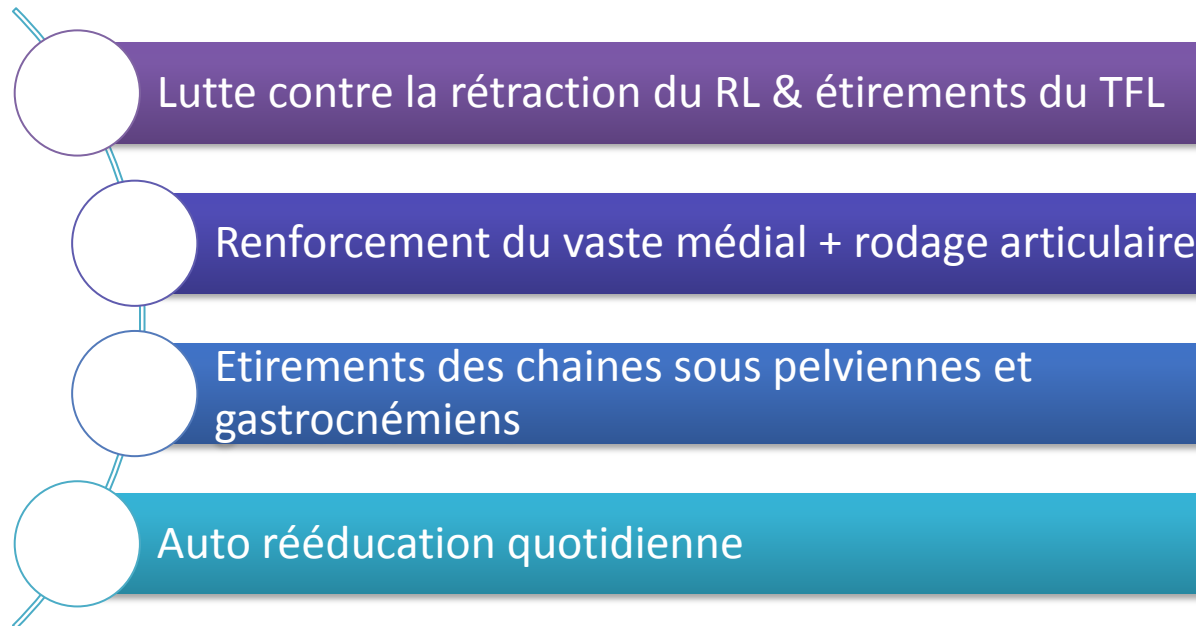 Lutte contre la rétraction du RL & étirements du TFL
Renforcement du vaste médial + rodage articulaire
Etirements des chaines sous pelviennes et
gastrocnémiens
Auto rééducation quotidienne